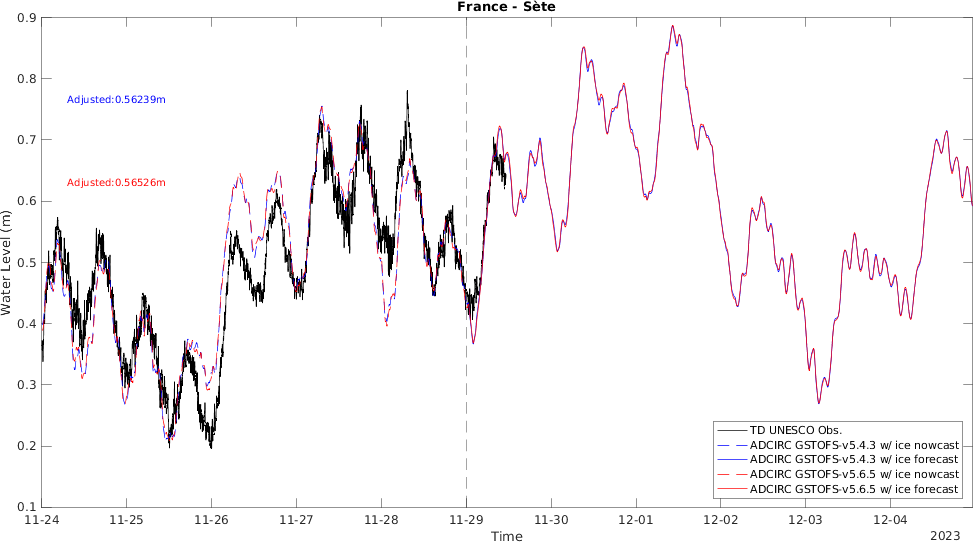 France - Sète
0.9
0.8
0.7
0.6
0.5
0.4
0.3
0.2
0.1
Water Level (m)
Adjusted:0.56239m
Adjusted:0.56526m
TD UNESCO Obs.
ADCIRC GSTOFS-v5.4.3 w/ ice nowcast
ADCIRC GSTOFS-v5.4.3 w/ ice forecast
ADCIRC GSTOFS-v5.6.5 w/ ice nowcast
ADCIRC GSTOFS-v5.6.5 w/ ice forecast
11-24 11-25 11-26 11-27 11-28 11-29 11-30 12-01 12-02 12-03 12-04
Time
2023